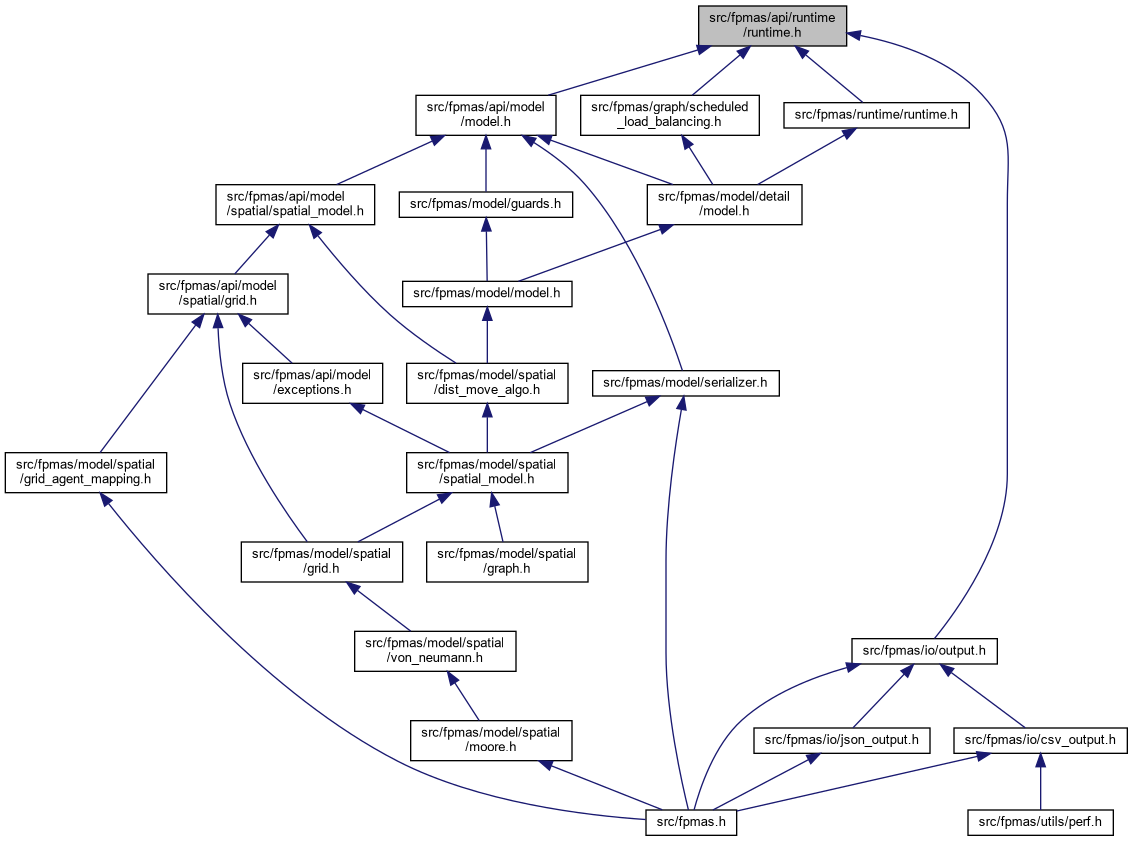 src/fpmas/api/runtime
/runtime.h
src/fpmas/api/model
/model.h
src/fpmas/graph/scheduled
_load_balancing.h
src/fpmas/runtime/runtime.h
src/fpmas/api/model
/spatial/spatial_model.h
src/fpmas/model/guards.h
src/fpmas/model/detail
/model.h
src/fpmas/api/model
/spatial/grid.h
src/fpmas/model/model.h
src/fpmas/api/model
/exceptions.h
src/fpmas/model/spatial
/dist_move_algo.h
src/fpmas/model/serializer.h
src/fpmas/model/spatial
/grid_agent_mapping.h
src/fpmas/model/spatial
/spatial_model.h
src/fpmas/model/spatial
/grid.h
src/fpmas/model/spatial
/graph.h
src/fpmas/model/spatial
/von_neumann.h
src/fpmas/io/output.h
src/fpmas/model/spatial
/moore.h
src/fpmas/io/json_output.h
src/fpmas/io/csv_output.h
src/fpmas.h
src/fpmas/utils/perf.h